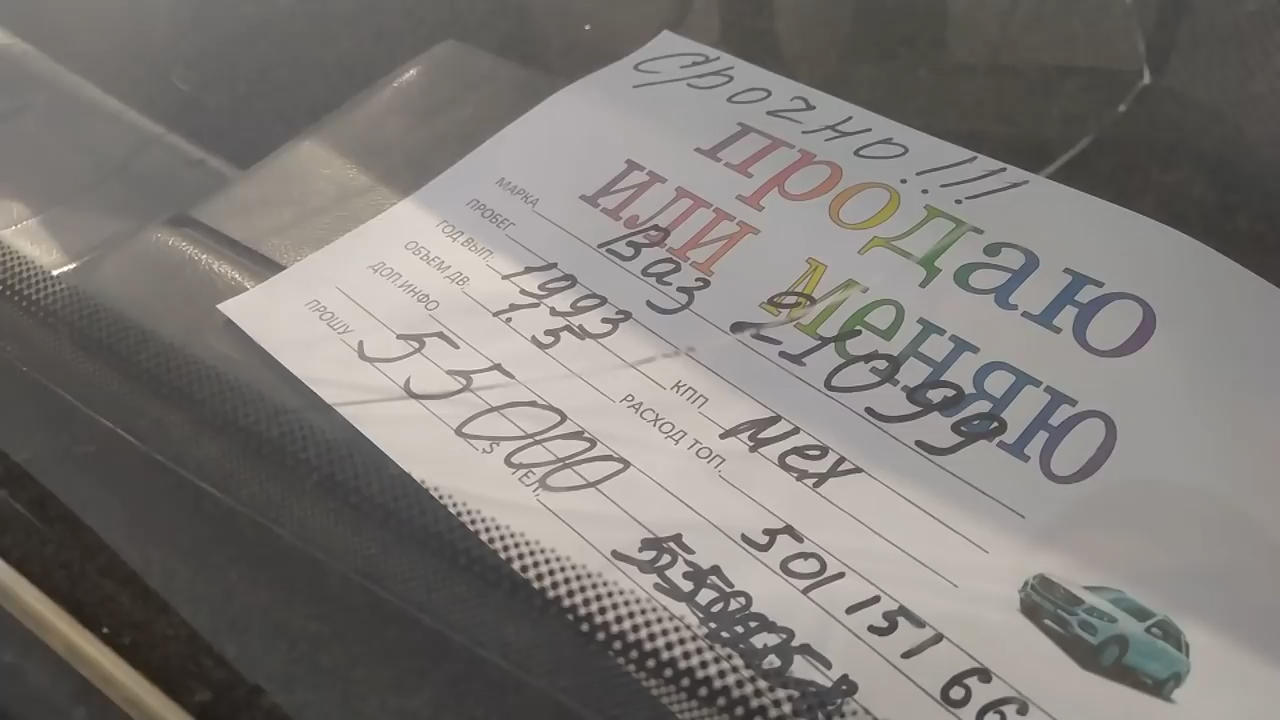 срочно!!!
продаю
или меняю
МАРКА Ваз 21099
ПРОБЕГ
ГОД ВЫП. 1993 КПП Мех
ОБЪЕМ ДВ. 1.5 РАСХОД ТОП.
ДОП.ИНФО
501 151 66
ПРОШУ 55000 $ ТЕЛ.